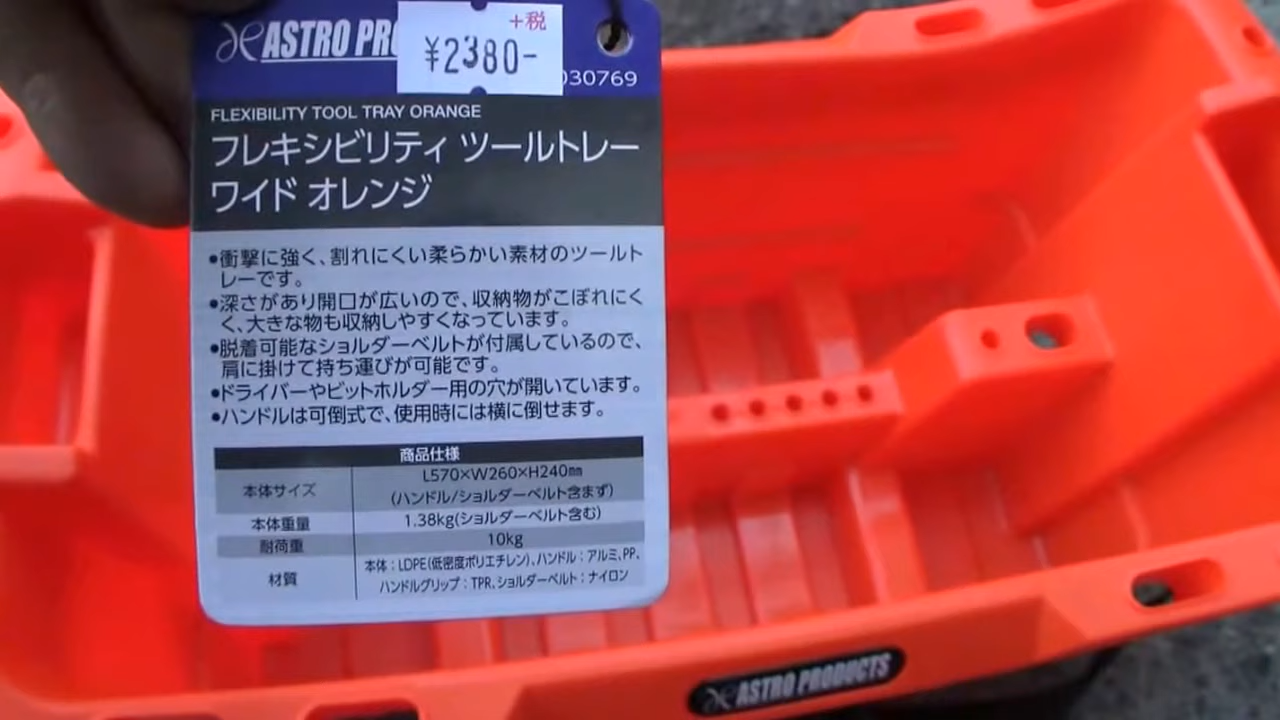 ASTRO PRO
+税
¥2380-
030769
FLEXIBILITY TOOL TRAY ORANGE
フレキシビリティ ツールトレー
ワイド オレンジ
●衝撃に強く、割れにくい柔らかい素材のツールト
レーです。
●深さがあり開口が広いので、収納物がこぼれにく
く、大きな物も収納しやすくなっています。
●脱着可能なショルダーベルトが付属しているので、
肩に掛けて持ち運びが可能です。
●ドライバーやビットホルダー用の穴が開いています。
●ハンドルは可倒式で、使用時には横に倒せます。
商品仕様
本体サイズ L570×W260×H240㎜
(ハンドル/ショルダーベルト含まず)
本体重量 1.38kg(ショルダーベルト含む)
耐荷重 10kg
材質 本体:LDPE(低密度ポリエチレン)、ハンドル:アルミ、PP、
ハンドルグリップ:TPR、ショルダーベルト:ナイロン
ASTRO PRODUCTS